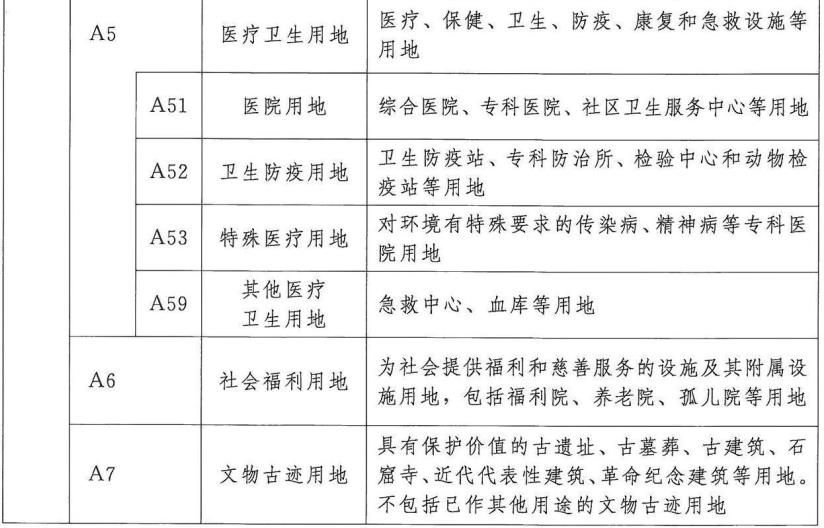 A5 医疗卫生用地 医疗、保健、卫生、防疫、康复和急救设施等
用地
A51 医院用地 综合医院、专科医院、社区卫生服务中心等用地
A52 卫生防疫用地 卫生防疫站、专科防治所、检验中心和动物检
疫站等用地
A53 特殊医疗用地 对环境有特殊要求的传染病、精神病等专科医
院用地
A59 其他医疗
卫生用地 急救中心、血库等用地
A6 社会福利用地 为社会提供福利和慈善服务的设施及其附属设
施用地，包括福利院、养老院、孤儿院等用地
A7 文物古迹用地 具有保护价值的古遗址、古墓葬、古建筑、石
窟寺、近代代表性建筑、革命纪念建筑等用地。
不包括已作其他用途的文物古迹用地